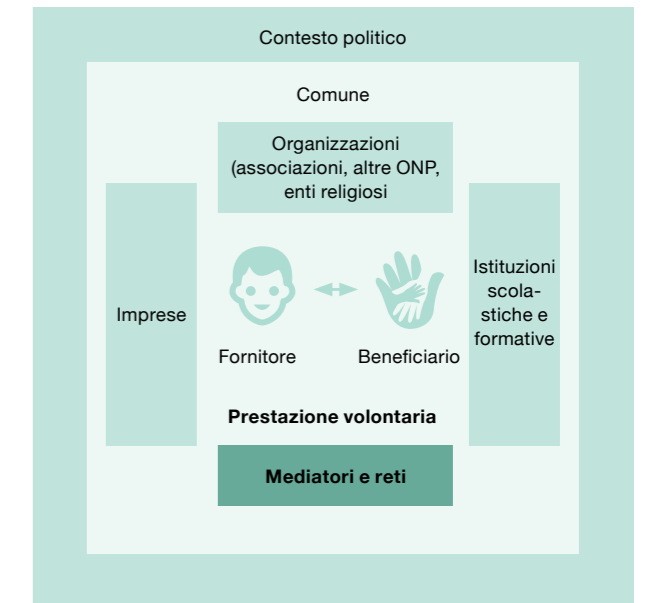 Contesto politico
Comune
Organizzazioni
(associazioni, altre ONP,
enti religiosi
Imprese
Istituzioni
scola-
stiche e
formative
Fornitore
Beneficiario
Prestazione volontaria
Mediatori e reti